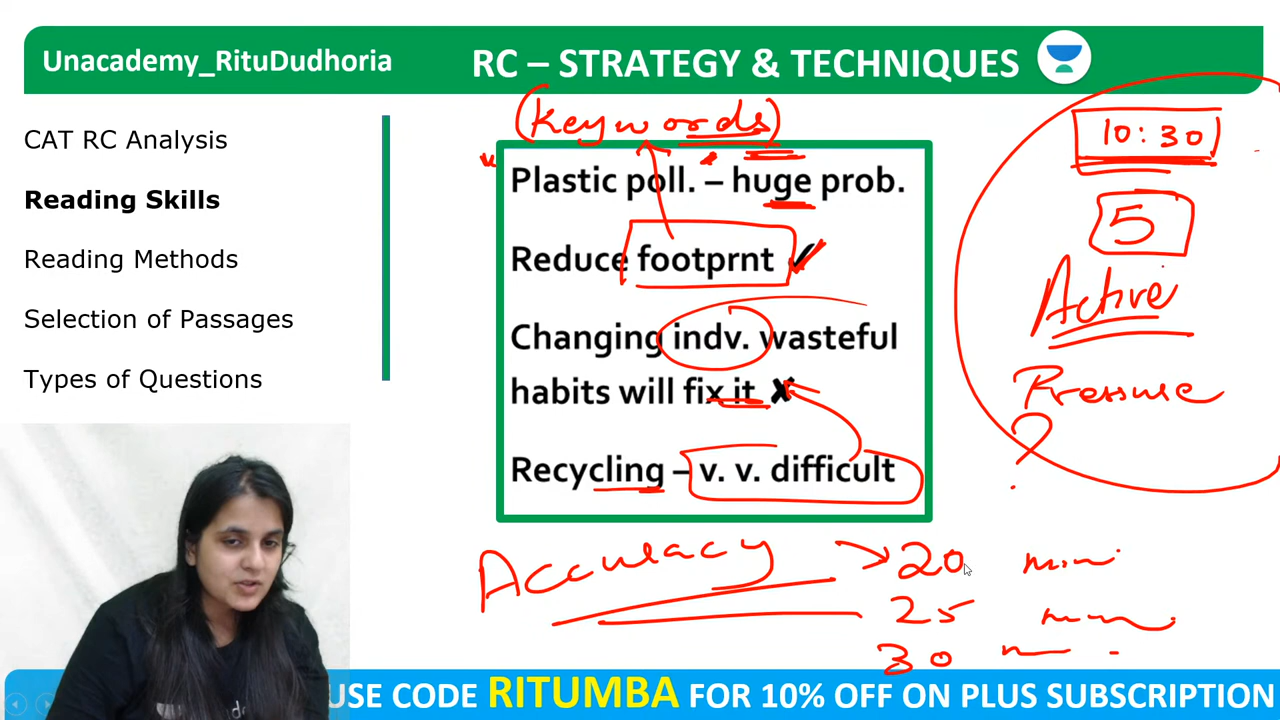 Unacademy_RituDudhoria
RC – STRATEGY & TECHNIQUES
CAT RC Analysis
Reading Skills
Reading Methods
Selection of Passages
Types of Questions
(Keywords)
Plastic poll. – huge prob.
Reduce footprnt ✔
Changing indv. wasteful
habits will fix it ✘
Recycling – v. v. difficult
10:30
5
Active
Pressure
?
Accuracy → 20 min
25
30
USE CODE RITUMBA FOR 10% OFF ON PLUS SUBSCRIPTION